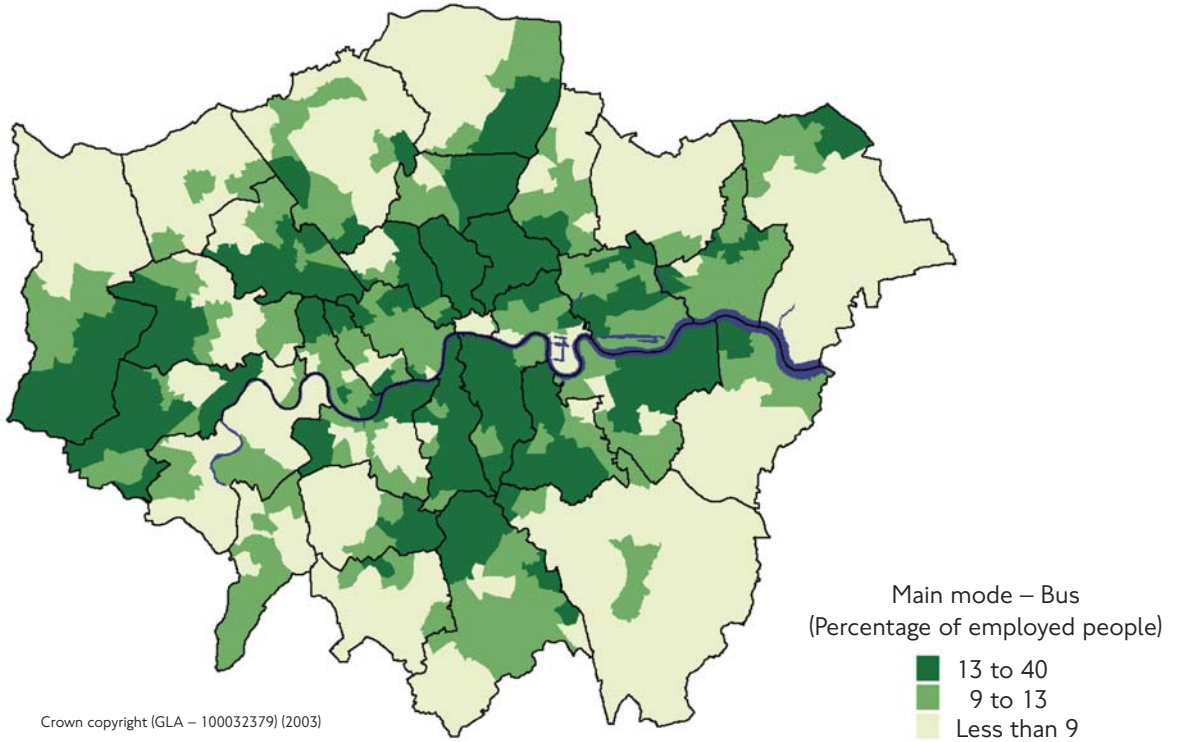 Main mode – Bus
(Percentage of employed people)
13 to 40
9 to 13
Less than 9
Crown copyright (GLA – 100032379) (2003)